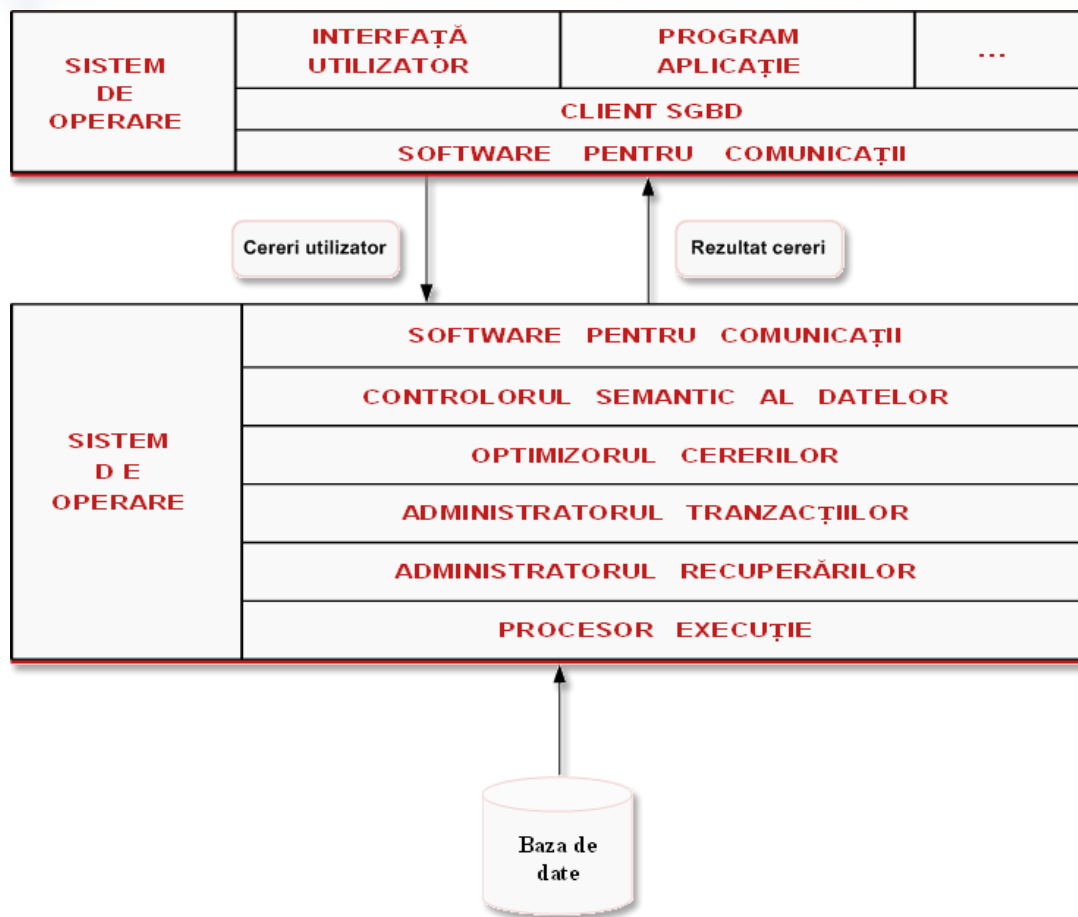 SISTEM
DE
OPERARE
INTERFAȚĂ
UTILIZATOR
PROGRAM
APLICAȚIE
...
CLIENT SGBD
SOFTWARE PENTRU COMUNICAȚII
Cereri utilizator
Rezultat cereri
SISTEM
D E
OPERARE
SOFTWARE PENTRU COMUNICAȚII
CONTROLORUL SEMANTIC AL DATELOR
OPTIMIZORUL CERERILOR
ADMINISTRATORUL TRANZACȚIILOR
ADMINISTRATORUL RECUPERĂRILOR
PROCESOR EXECUȚIE
Baza de
date